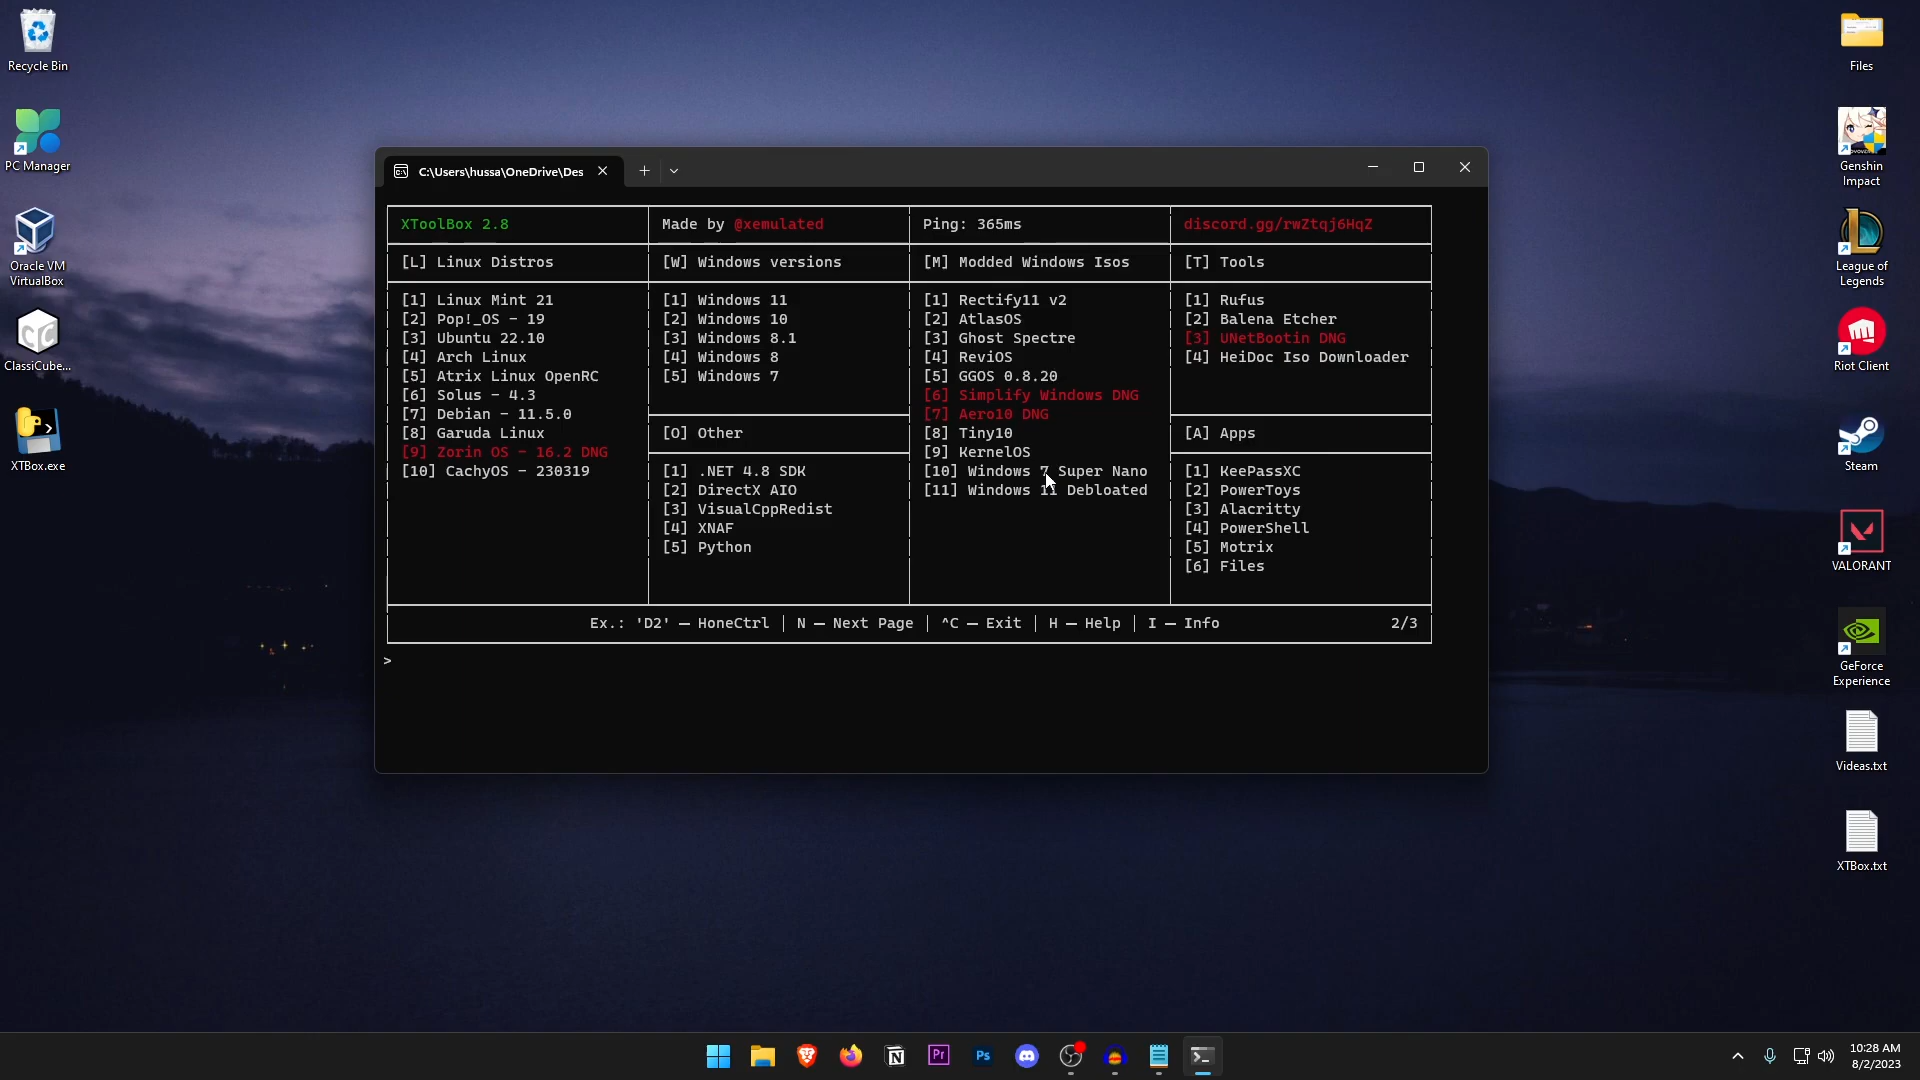 Recycle Bin
PC Manager
Oracle VM
VirtualBox
ClassiCube...
XTBox.exe
C:\Users\hussa\OneDrive\Des
XToolBox 2.8
Made by @xemulated
Ping: 365ms
discord.gg/rwZtqj6HqZ
[L] Linux Distros
[1] Linux Mint 21
[2] Pop!_OS - 19
[3] Ubuntu 22.10
[4] Arch Linux
[5] Atrix Linux OpenRC
[6] Solus - 4.3
[7] Debian - 11.5.0
[8] Garuda Linux
[9] Zorin OS - 16.2 DNG
[10] CachyOS - 230319
[W] Windows versions
[1] Windows 11
[2] Windows 10
[3] Windows 8.1
[4] Windows 8
[5] Windows 7
[O] Other
[1] .NET 4.8 SDK
[2] DirectX AIO
[3] VisualCppRedist
[4] XNAF
[5] Python
[M] Modded Windows Isos
[1] Rectify11 v2
[2] AtlasOS
[3] Ghost Spectre
[4] ReviOS
[5] GGOS 0.8.20
[6] Simplify Windows DNG
[7] Aero10 DNG
[8] Tiny10
[9] KernelOS
[10] Windows 7 Super Nano
[11] Windows 11 Debloated
[T] Tools
[1] Rufus
[2] Balena Etcher
[3] UNetBootin DNG
[4] HeiDoc Iso Downloader
[A] Apps
[1] KeePassXC
[2] PowerToys
[3] Alacritty
[4] PowerShell
[5] Motrix
[6] Files
Ex.: 'D2' — HoneCtrl │ N — Next Page │ ^C — Exit │ H — Help │ I — Info 2/3
>
Files
Genshin
Impact
League of
Legends
Riot Client
Steam
VALORANT
GeForce
Experience
Videas.txt
XTBox.txt
Pr
Ps
10:28 AM
8/2/2023